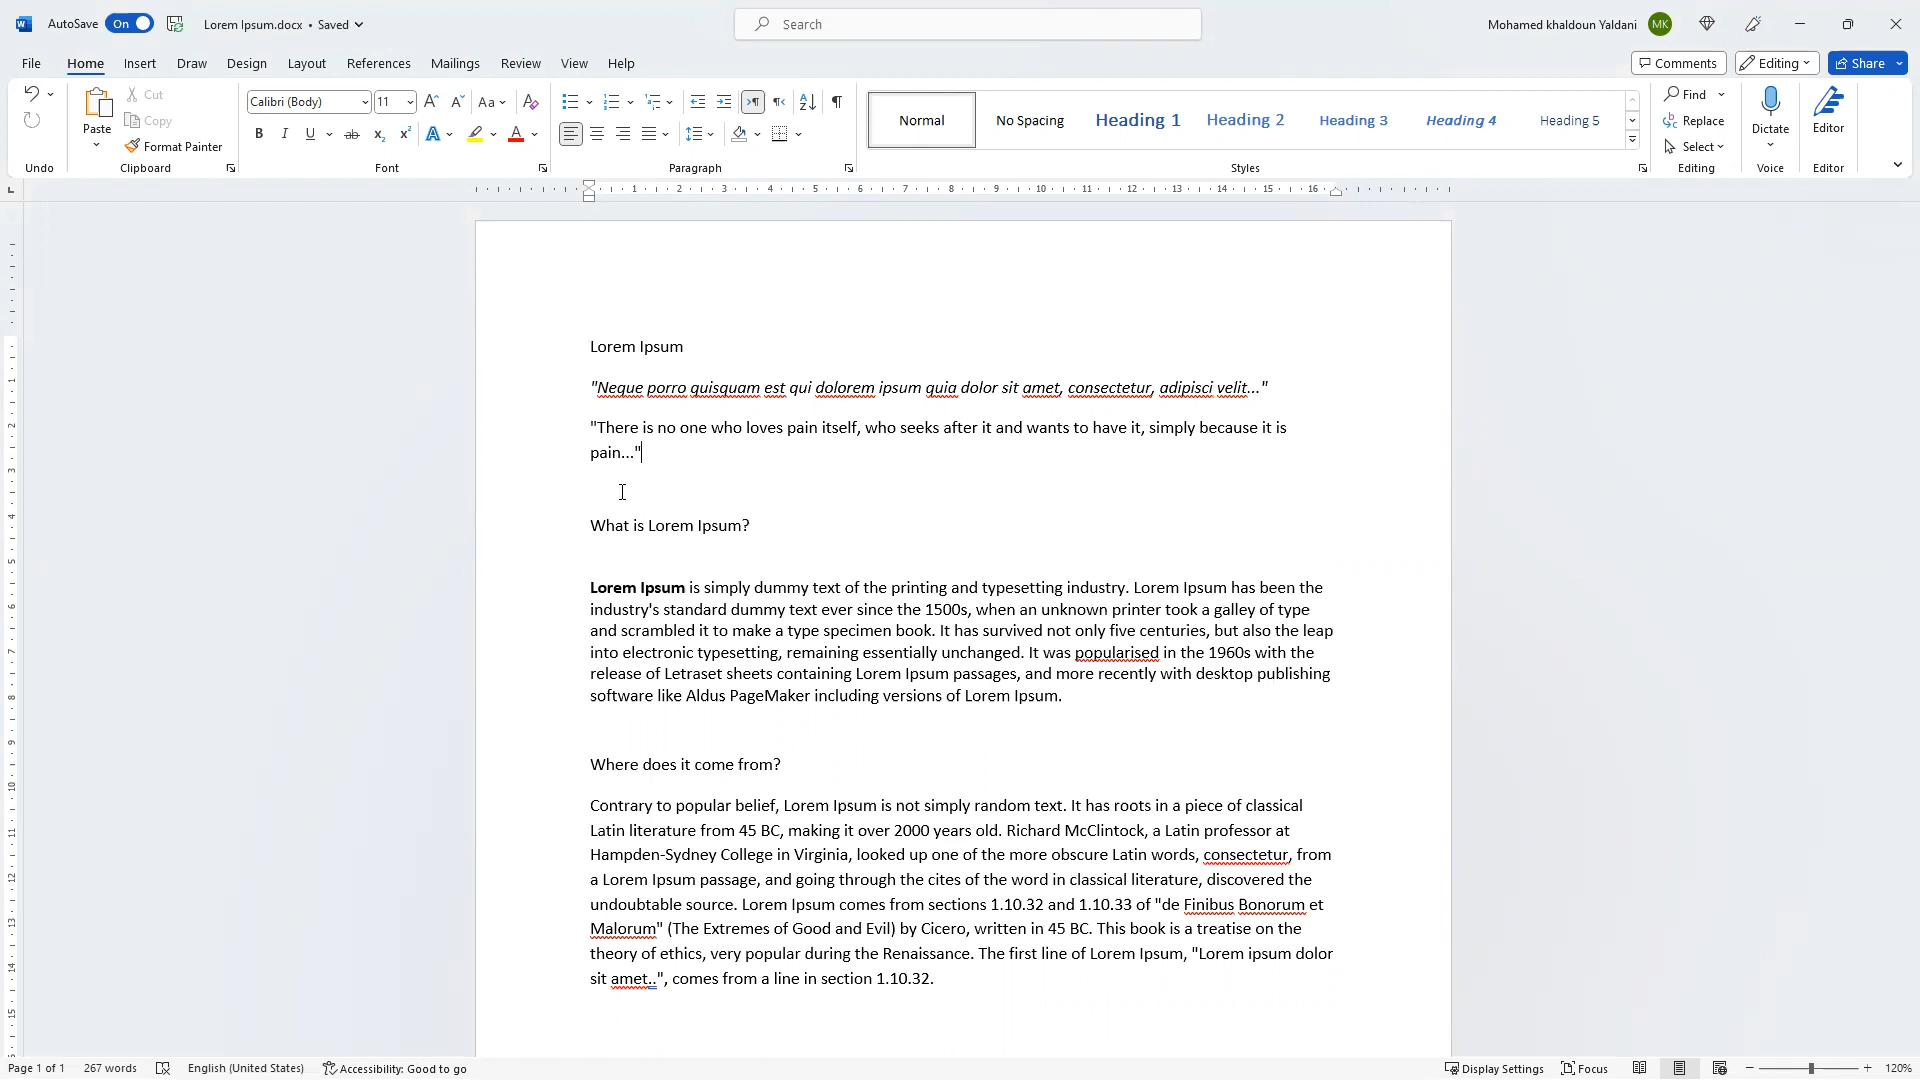 AutoSave On Lorem Ipsum.docx • Saved Search Mohamed khaldoun Yaldani MK
File Home Insert Draw Design Layout References Mailings Review View Help Comments Editing Share
Paste Cut Copy Format Painter
Calibri (Body) 11 Aa
Normal No Spacing Heading 1 Heading 2 Heading 3 Heading 4 Heading 5
Find Replace Select Dictate Editor
Undo Clipboard Font Paragraph Styles Editing Voice Editor
1 2 3 4 5 6 7 8 9 10 11 12 13 14 15 16
Lorem Ipsum
"Neque porro quisquam est qui dolorem ipsum quia dolor sit amet, consectetur, adipisci velit..."
"There is no one who loves pain itself, who seeks after it and wants to have it, simply because it is
pain..."
What is Lorem Ipsum?
Lorem Ipsum is simply dummy text of the printing and typesetting industry. Lorem Ipsum has been the
industry's standard dummy text ever since the 1500s, when an unknown printer took a galley of type
and scrambled it to make a type specimen book. It has survived not only five centuries, but also the leap
into electronic typesetting, remaining essentially unchanged. It was popularised in the 1960s with the
release of Letraset sheets containing Lorem Ipsum passages, and more recently with desktop publishing
software like Aldus PageMaker including versions of Lorem Ipsum.
Where does it come from?
Contrary to popular belief, Lorem Ipsum is not simply random text. It has roots in a piece of classical
Latin literature from 45 BC, making it over 2000 years old. Richard McClintock, a Latin professor at
Hampden-Sydney College in Virginia, looked up one of the more obscure Latin words, consectetur, from
a Lorem Ipsum passage, and going through the cites of the word in classical literature, discovered the
undoubtable source. Lorem Ipsum comes from sections 1.10.32 and 1.10.33 of "de Finibus Bonorum et
Malorum" (The Extremes of Good and Evil) by Cicero, written in 45 BC. This book is a treatise on the
theory of ethics, very popular during the Renaissance. The first line of Lorem Ipsum, "Lorem ipsum dolor
sit amet..", comes from a line in section 1.10.32.
Page 1 of 1 267 words English (United States) Accessibility: Good to go Display Settings Focus 120%